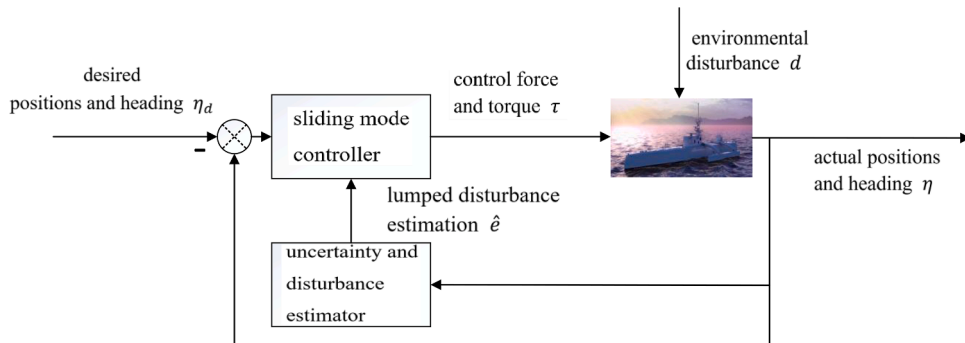 desired
positions and heading η_d
-
sliding mode
controller
control force
and torque τ
environmental
disturbance d
actual positions
and heading η
lumped disturbance
estimation ê
uncertainty and
disturbance
estimator